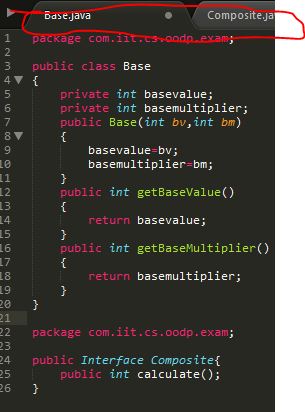 Base.java Composite.ja
1 package com.iit.cs.oodp.exam;
2
3 public class Base
4 {
5 private int basevalue;
6 private int basemultiplier;
7 public Base(int bv,int bm)
8 {
9 basevalue=bv;
10 basemultiplier=bm;
11 }
12 public int getBaseValue()
13 {
14 return basevalue;
15 }
16 public int getBaseMultiplier()
17 {
18 return basemultiplier;
19 }
20 }
21
22 package com.iit.cs.oodp.exam;
23
24 public Interface Composite{
25 public int calculate();
26 }